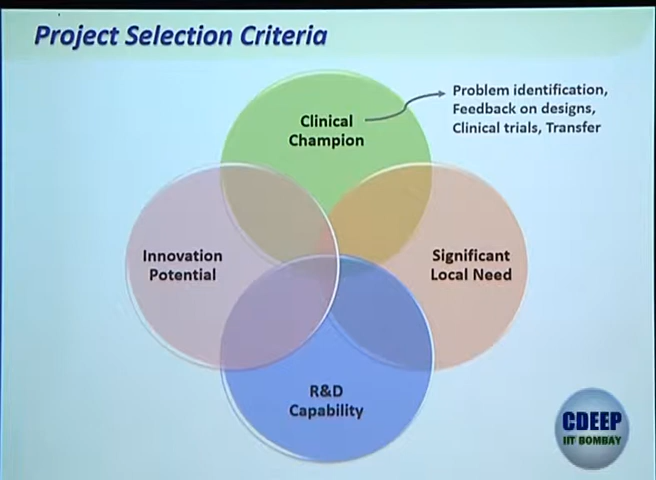 Project Selection Criteria
Clinical
Champion
Problem identification,
Feedback on designs,
Clinical trials, Transfer
Innovation
Potential
Significant
Local Need
R&D
Capability
CDEEP
IIT BOMBAY